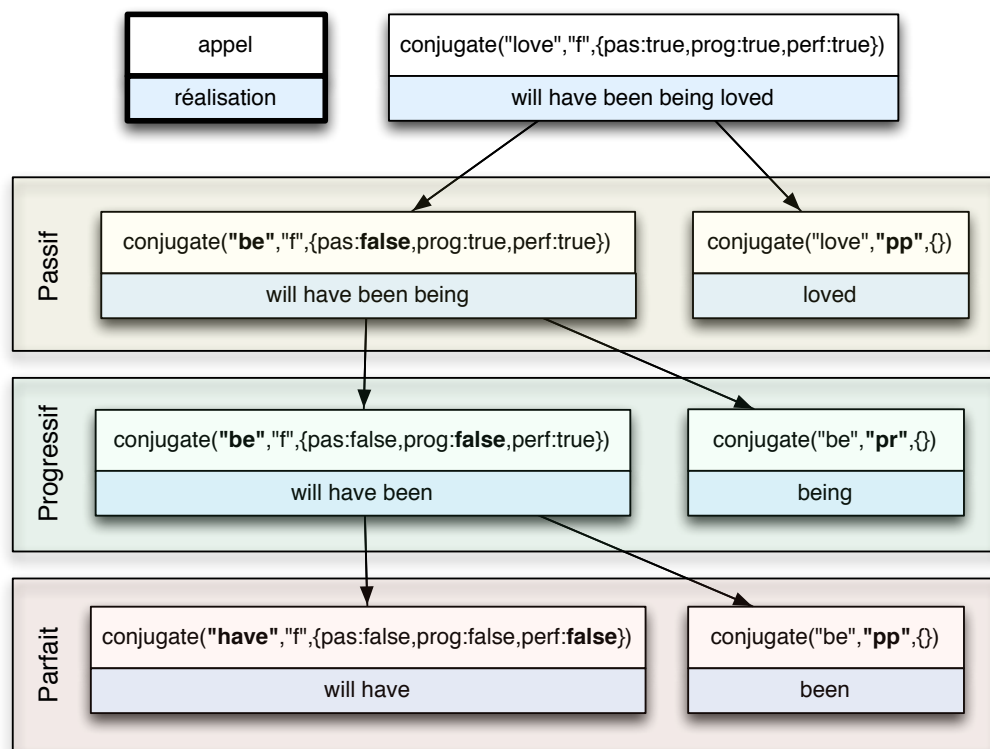 appel
réalisation
conjugate("love","f",{pas:true,prog:true,perf:true})
will have been being loved
Passif
conjugate("be","f",{pas:false,prog:true,perf:true})
will have been being
conjugate("love","pp",{})
loved
Progressif
conjugate("be","f",{pas:false,prog:false,perf:true})
will have been
conjugate("be","pr",{})
being
Parfait
conjugate("have","f",{pas:false,prog:false,perf:false})
will have
conjugate("be","pp",{})
been